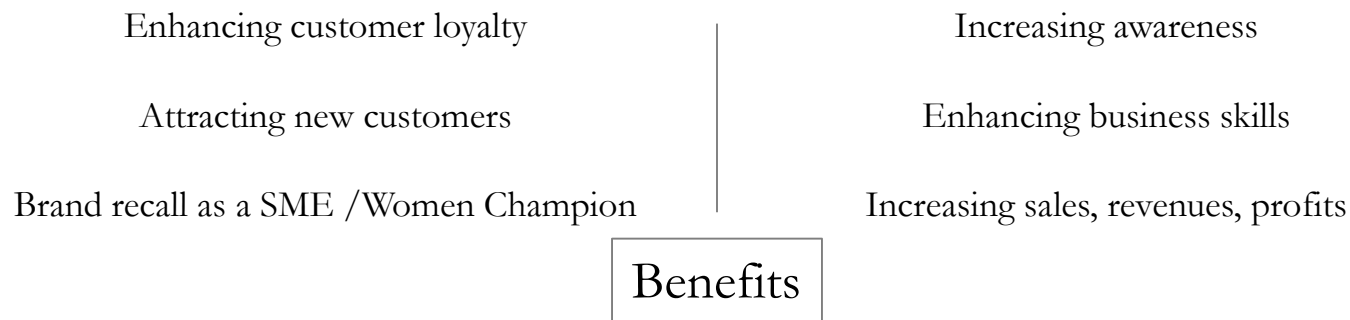 Enhancing customer loyalty
Attracting new customers
Brand recall as a SME /Women Champion
Increasing awareness
Enhancing business skills
Increasing sales, revenues, profits
Benefits